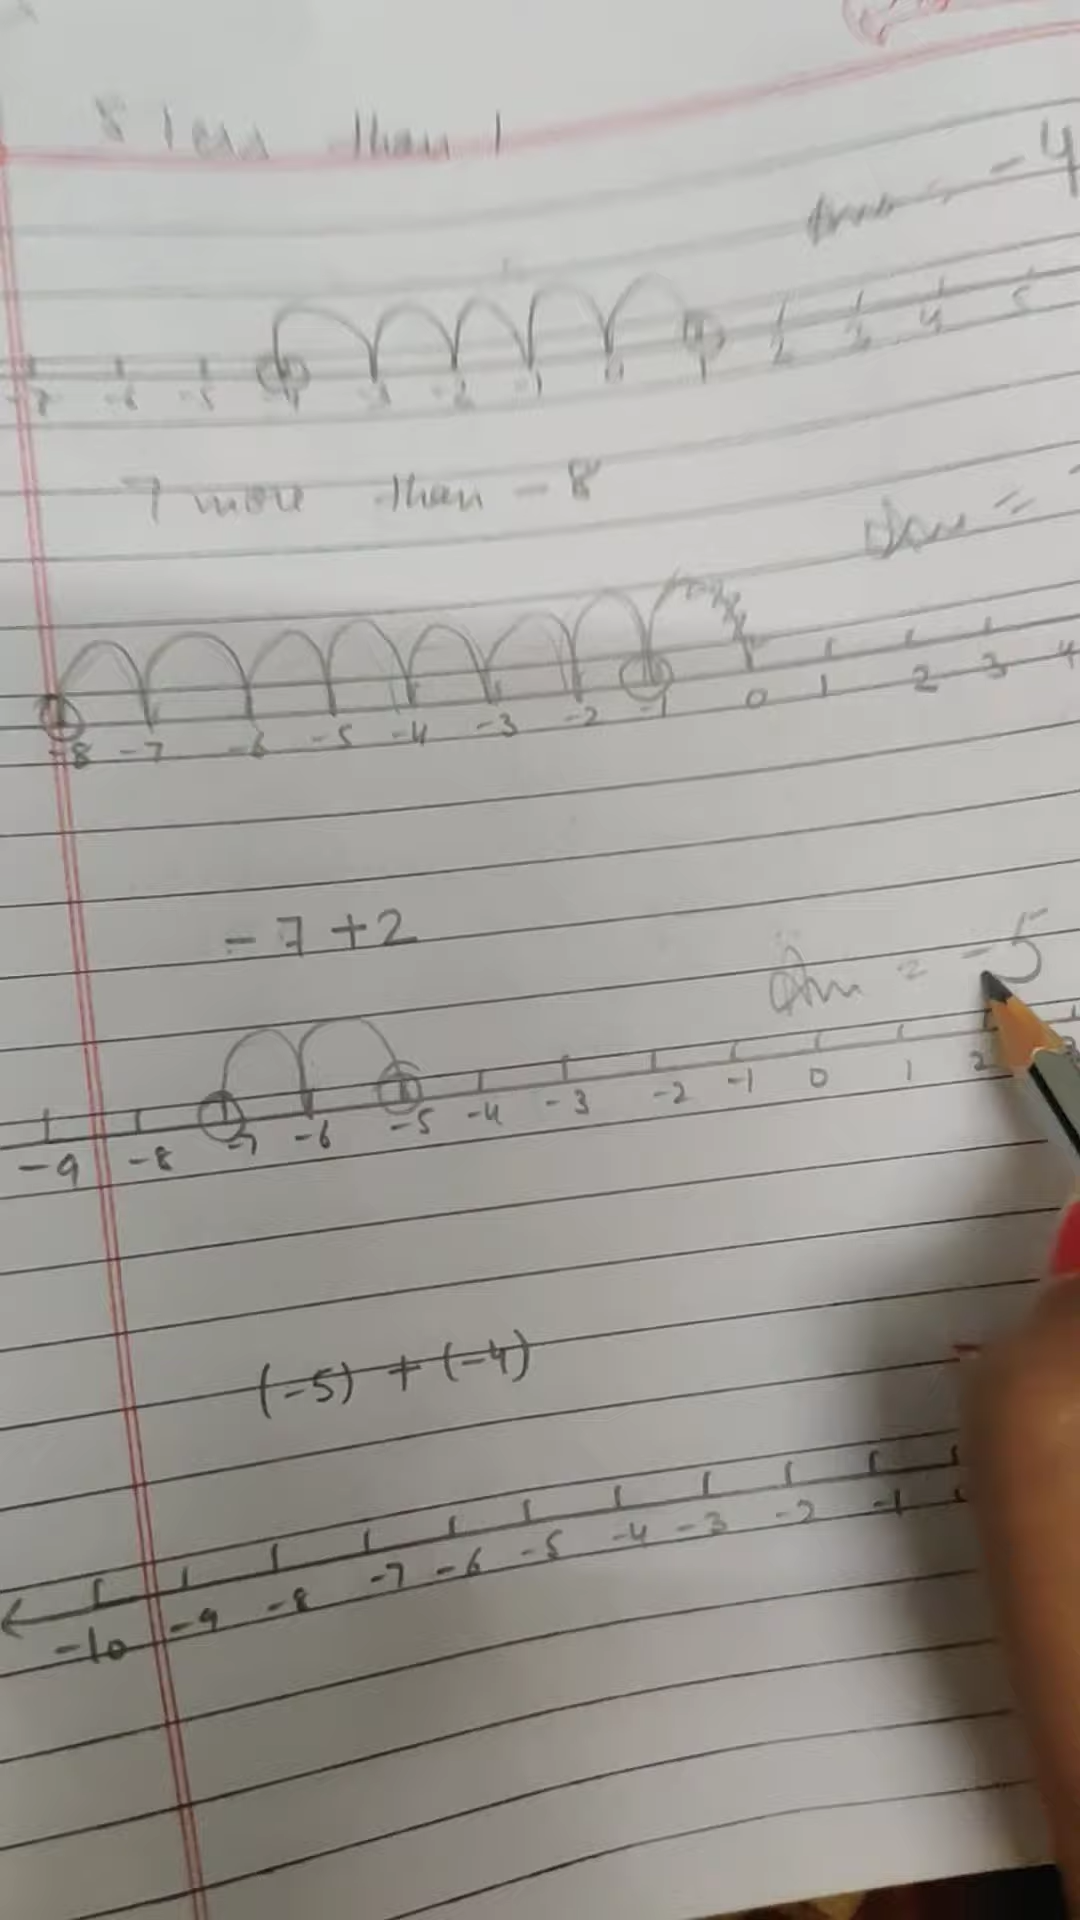 5 less than 1
Ans = -4
-7 -6 -5 -4 -3 -2 -1 0 1 2 3 4 5
7 more than -8
Ans =
-8 -7 -6 -5 -4 -3 -2 -1 0 1 2 3 4
-7+2
Ans = -5
-9 -8 -7 -6 -5 -4 -3 -2 -1 0 1 2 3
(-5) + (-4)
-10 -9 -8 -7 -6 -5 -4 -3 -2 -1